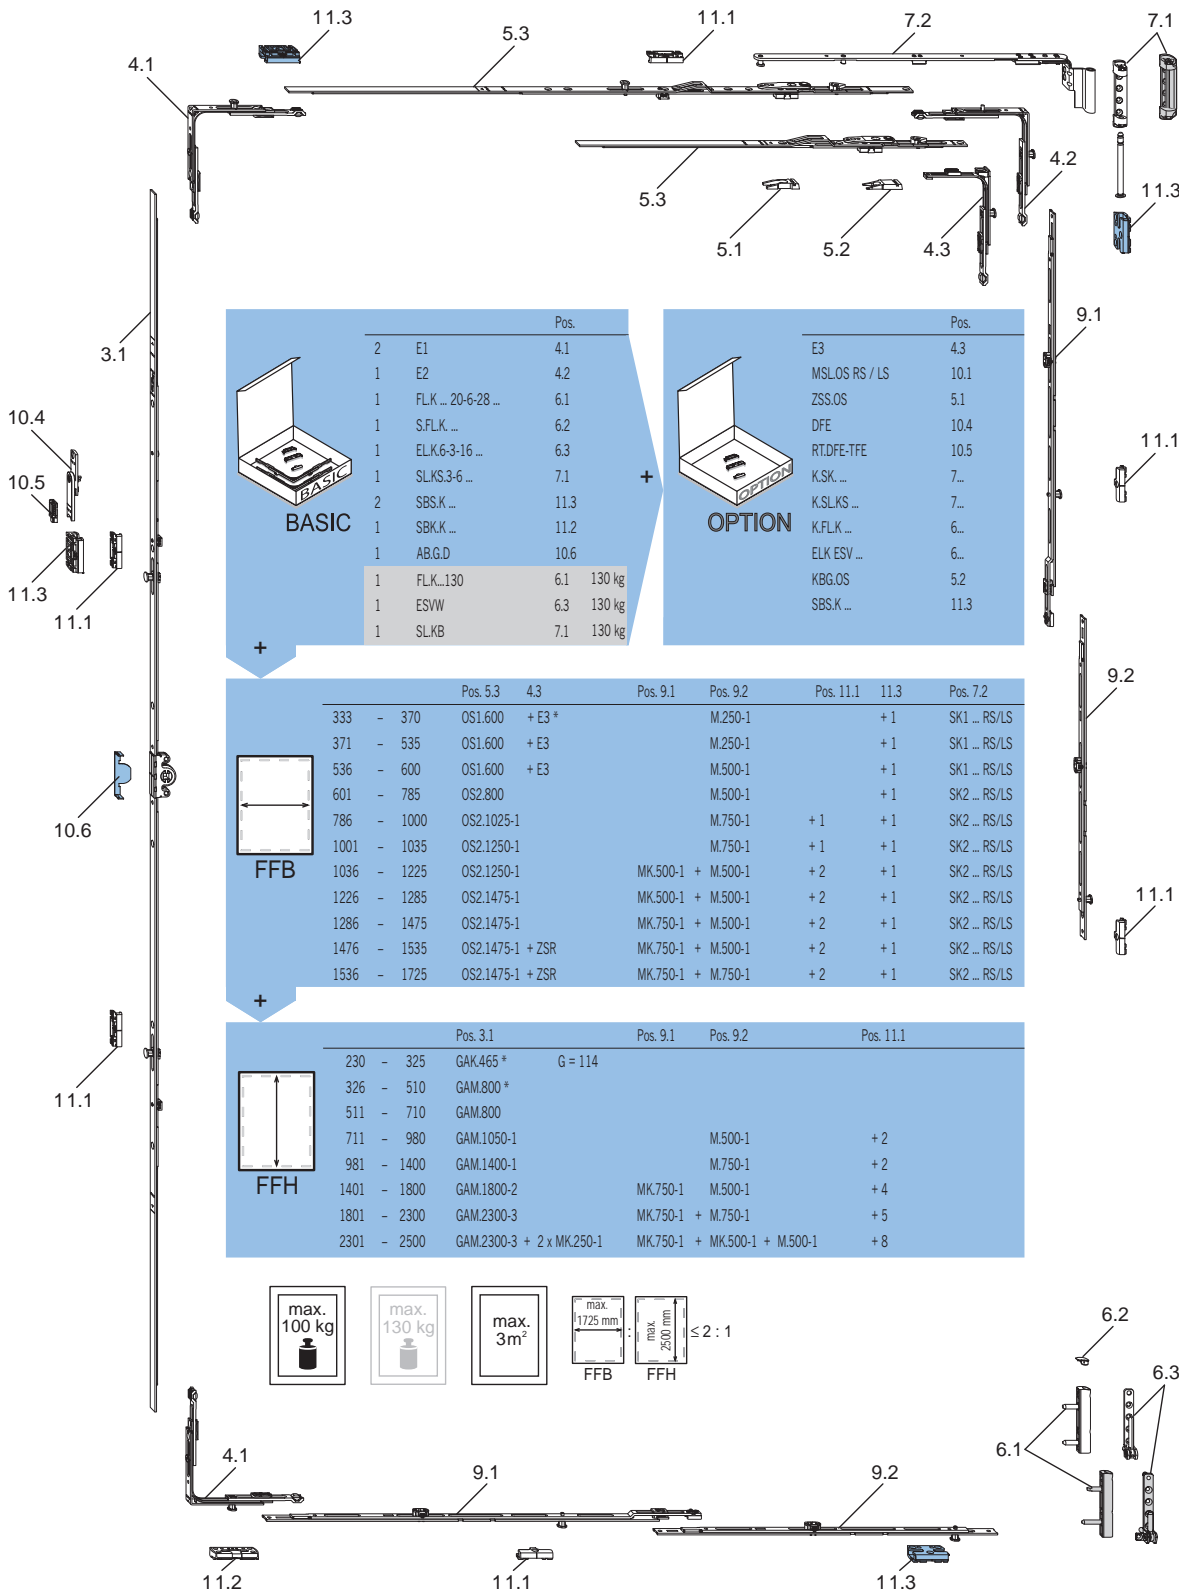 11.3
5.3
11.1
7.2
7.1
4.1
5.3
4.2
11.3
5.1
5.2
4.3
3.1
9.1
10.4
10.5
11.3
11.1
11.1
9.2
10.6
11.1
11.1
Pos.
2 E1 4.1
1 E2 4.2
1 FL.K ... 20-6-28 ... 6.1
1 S.FL.K. ... 6.2
1 EL.K.6-3-16 ... 6.3
1 SL.KS.3-6 ... 7.1
2 SBS.K ... 11.3
1 SBK.K ... 11.2
1 AB.G.D 10.6
1 FL.K...130 6.1 130 kg
1 ESVW 6.3 130 kg
1 SL.KB 7.1 130 kg
BASIC
BASIC
+
+
Pos.
E3 4.3
MSL.OS RS / LS 10.1
ZSS.OS 5.1
DFE 10.4
RT.DFE-TFE 10.5
K.SK. ... 7...
K.SL.KS ... 7...
K.FL.K ... 6...
ELK ESV ... 6...
KBG.OS 5.2
SBS.K ... 11.3
OPTION
OPTION
Pos. 5.3 4.3 Pos. 9.1 Pos. 9.2 Pos. 11.1 11.3 Pos. 7.2
333 – 370 OS1.600 + E3 * M.250-1 + 1 SK1 ... RS/LS
371 – 535 OS1.600 + E3 M.250-1 + 1 SK1 ... RS/LS
536 – 600 OS1.600 + E3 M.500-1 + 1 SK1 ... RS/LS
601 – 785 OS2.800 M.500-1 + 1 SK2 ... RS/LS
786 – 1000 OS2.1025-1 M.750-1 + 1 + 1 SK2 ... RS/LS
1001 – 1035 OS2.1250-1 M.750-1 + 1 + 1 SK2 ... RS/LS
1036 – 1225 OS2.1250-1 MK.500-1 + M.500-1 + 2 + 1 SK2 ... RS/LS
1226 – 1285 OS2.1475-1 MK.500-1 + M.500-1 + 2 + 1 SK2 ... RS/LS
1286 – 1475 OS2.1475-1 MK.750-1 + M.500-1 + 2 + 1 SK2 ... RS/LS
1476 – 1535 OS2.1475-1 + ZSR MK.750-1 + M.500-1 + 2 + 1 SK2 ... RS/LS
1536 – 1725 OS2.1475-1 + ZSR MK.750-1 + M.750-1 + 2 + 1 SK2 ... RS/LS
FFB
+
Pos. 3.1 Pos. 9.1 Pos. 9.2 Pos. 11.1
230 – 325 GAK.465 * G = 114
326 – 510 GAM.800 *
511 – 710 GAM.800
711 – 980 GAM.1050-1 M.500-1 + 2
981 – 1400 GAM.1400-1 M.750-1 + 2
1401 – 1800 GAM.1800-2 MK.750-1 M.500-1 + 4
1801 – 2300 GAM.2300-3 MK.750-1 + M.750-1 + 5
2301 – 2500 GAM.2300-3 + 2 x MK.250-1 MK.750-1 + MK.500-1 + M.500-1 + 8
FFH
max.
100 kg
max.
130 kg
max.
3m²
max.
1725 mm
FFB
:
max.
2500 mm
FFH
≤ 2 : 1
6.2
6.3
6.1
4.1
9.1
9.2
11.2
11.1
11.3